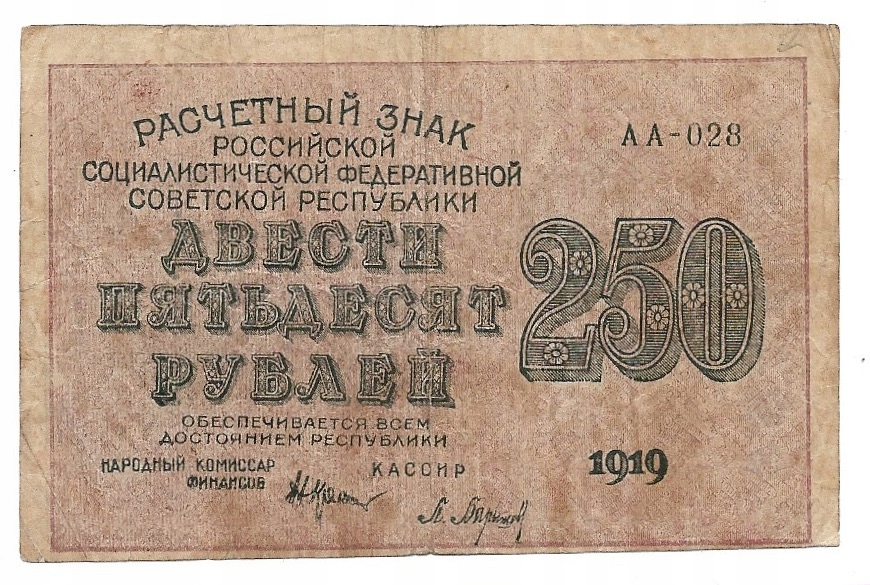 РАСЧЕТНЫЙ ЗНАК
РОССИЙСКОЙ
СОЦИАЛИСТИЧЕСКОЙ ФЕДЕРАТИВНОЙ
СОВЕТСКОЙ РЕСПУБЛИКИ
АА-028
ДВЕСТИ
ПЯТЬДЕСЯТ
РУБЛЕЙ
250
ОБЕСПЕЧИВАЕТСЯ ВСЕМ
ДОСТОЯНИЕМ РЕСПУБЛИКИ
НАРОДНЫЙ КОМИССАР
ФИНАНСОВ
КАССИР
1919